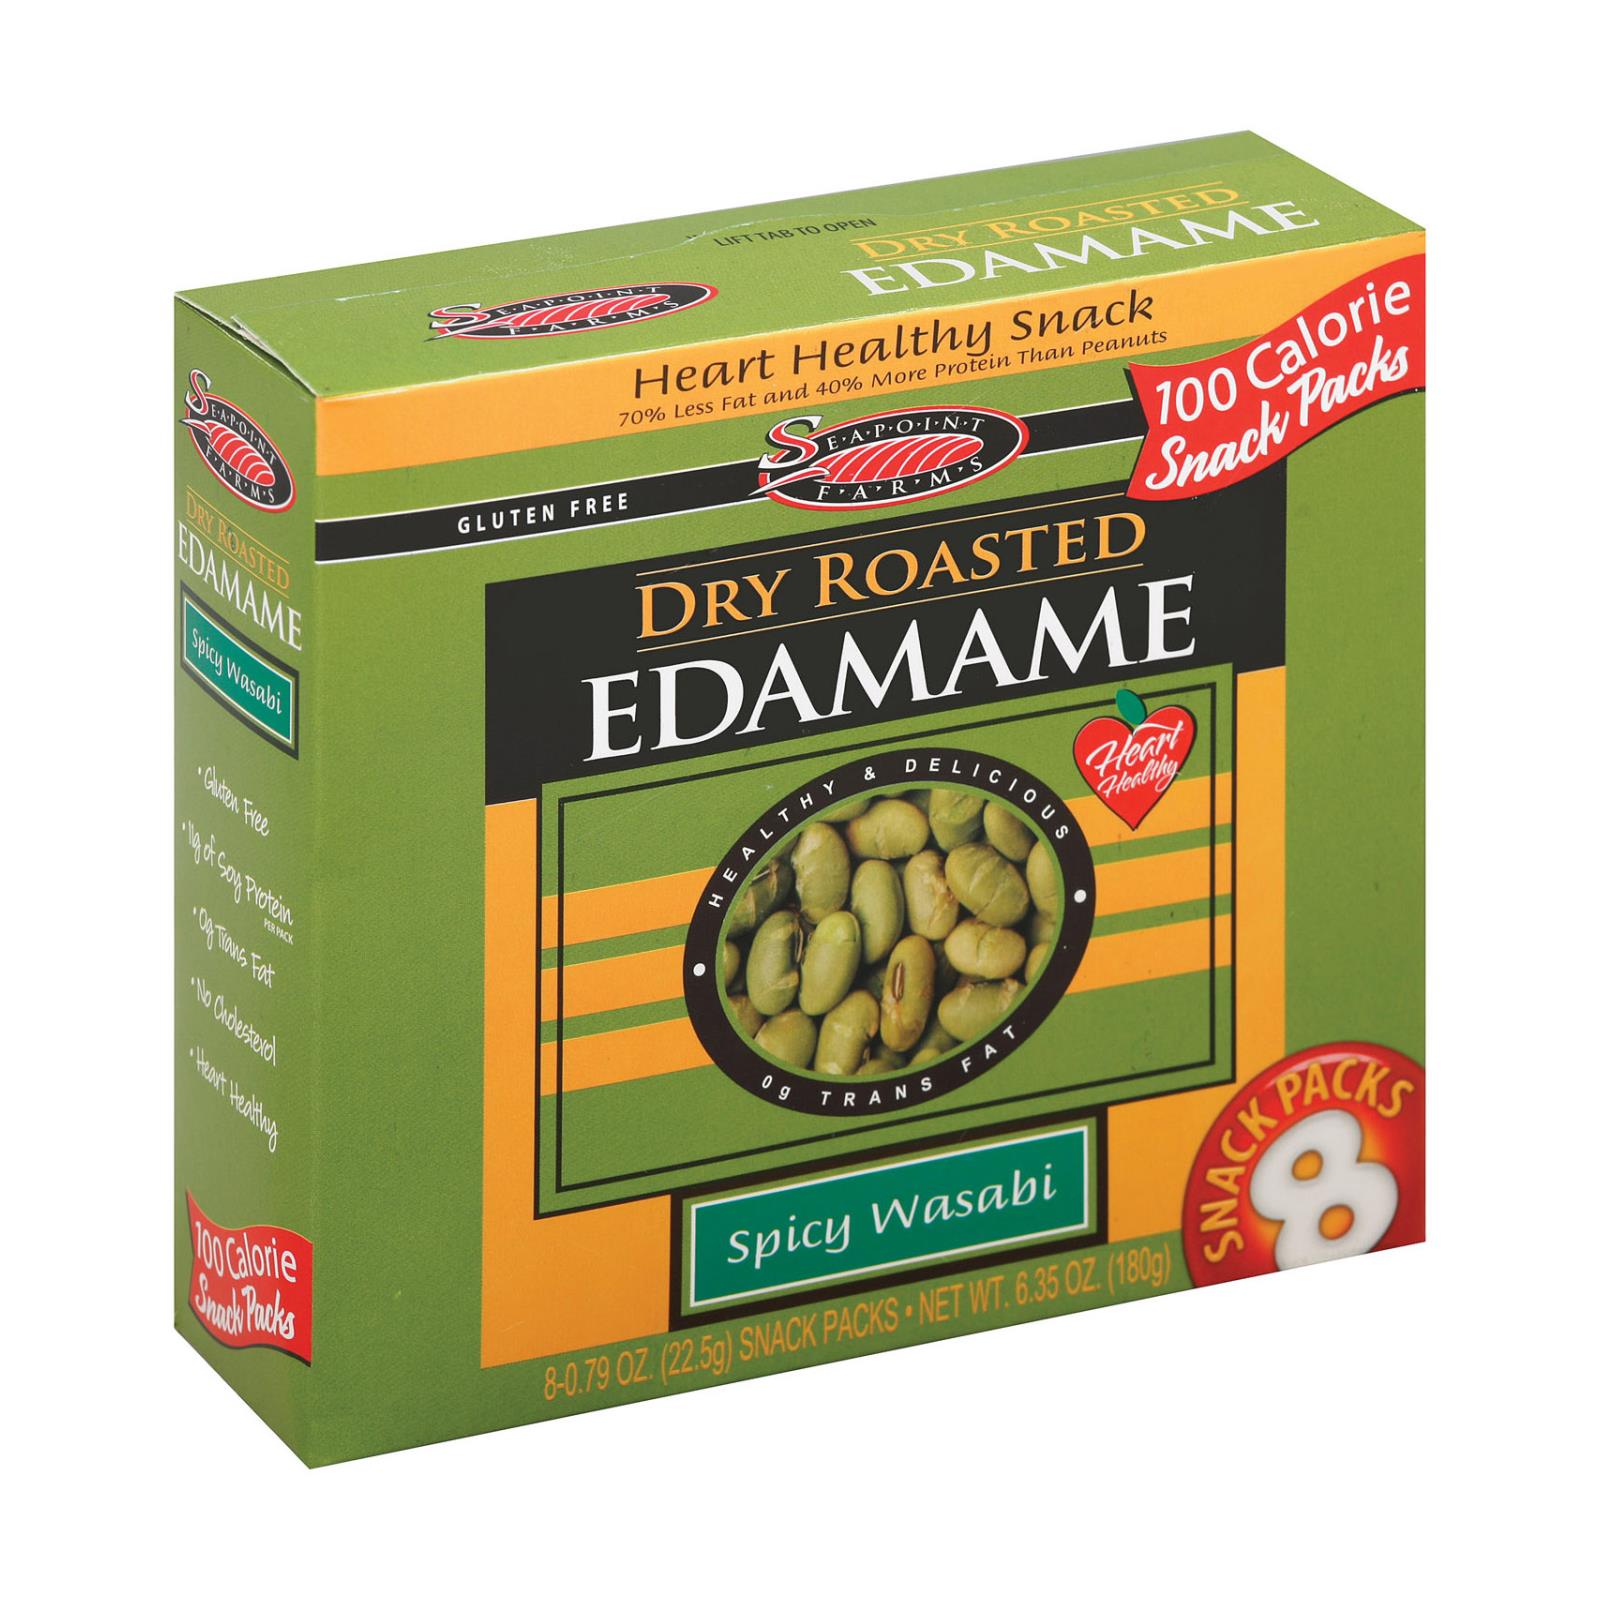 LIFT TAB TO OPEN
DRY ROASTED
EDAMAME
SEAPOINT
FARMS
Heart Healthy Snack
70% Less Fat and 40% More Protein Than Peanuts
100 Calorie
Snack Packs
GLUTEN FREE
SEAPOINT
FARMS
DRY ROASTED
EDAMAME
Heart
Healthy
HEALTHY & DELICIOUS
0g TRANS FAT
Spicy Wasabi
SNACK PACKS
8
8-0.79 OZ. (22.5g) SNACK PACKS • NET WT. 6.35 OZ. (180g)
SEAPOINT
FARMS
DRY ROASTED
EDAMAME
Spicy Wasabi
• Gluten Free
• 11g of Soy Protein
PER PACK
• 0g Trans Fat
• No Cholesterol
• Heart Healthy
100 Calorie
Snack Packs